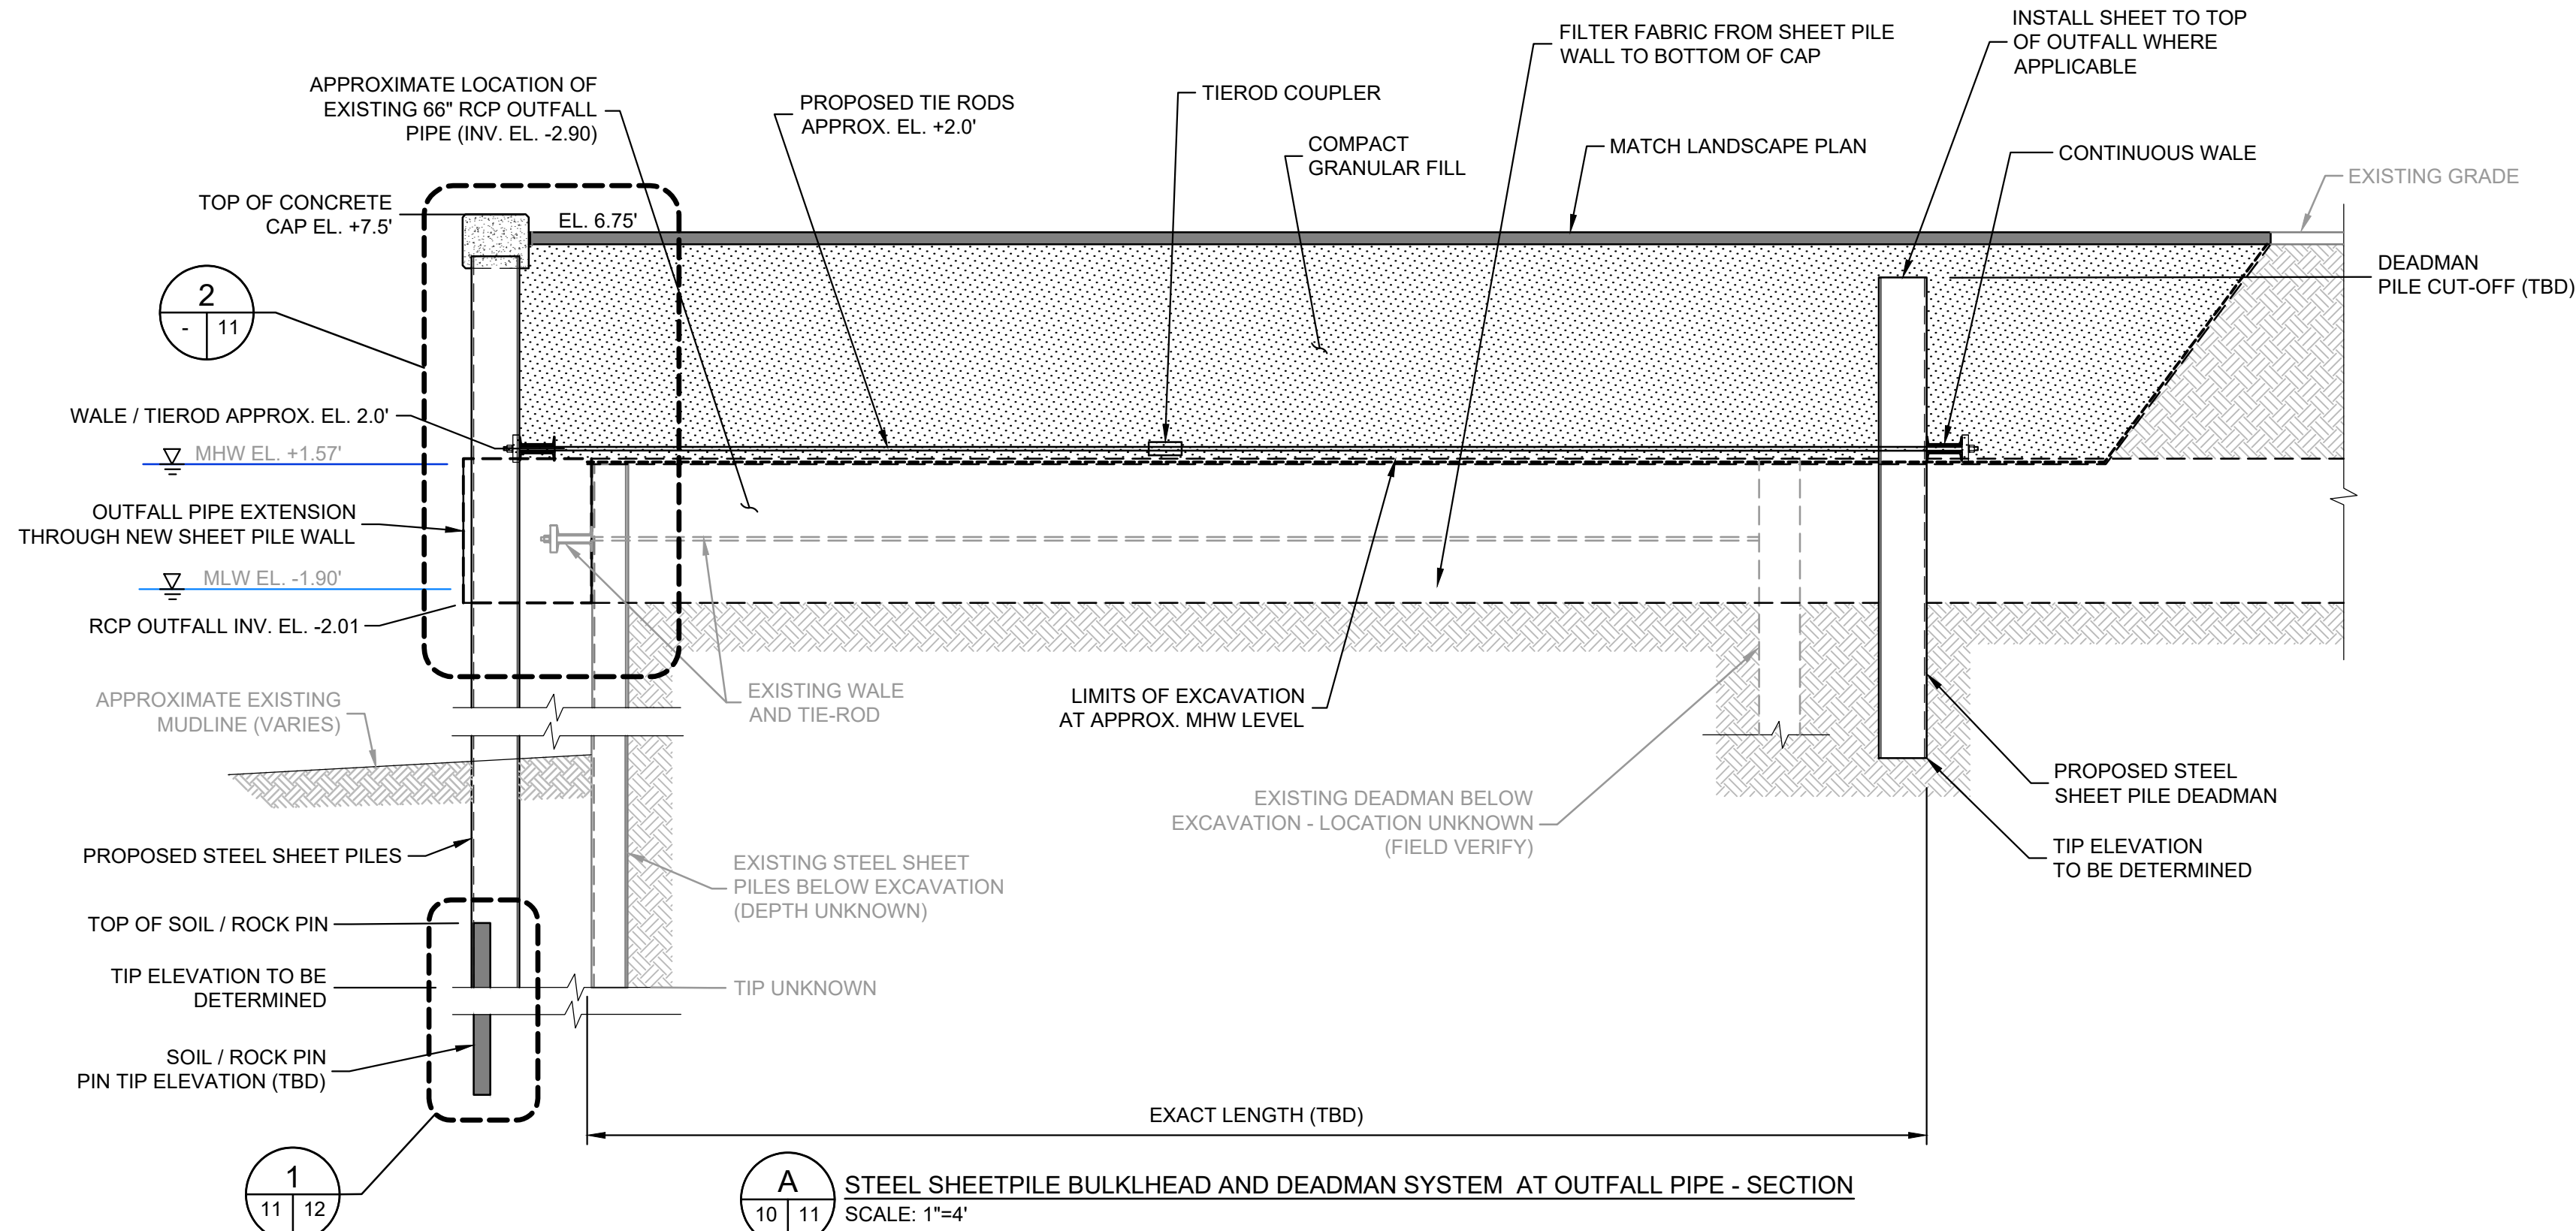 APPROXIMATE LOCATION OF
EXISTING 66" RCP OUTFALL
PIPE (INV. EL. -2.90)
PROPOSED TIE RODS
APPROX. EL. +2.0'
TIEROD COUPLER
COMPACT
GRANULAR FILL
FILTER FABRIC FROM SHEET PILE
WALL TO BOTTOM OF CAP
MATCH LANDSCAPE PLAN
INSTALL SHEET TO TOP
OF OUTFALL WHERE
APPLICABLE
CONTINUOUS WALE
EXISTING GRADE
TOP OF CONCRETE
CAP EL. +7.5'
EL. 6.75'
DEADMAN
PILE CUT-OFF (TBD)
2
- 11
WALE / TIEROD APPROX. EL. 2.0'
MHW EL. +1.57'
OUTFALL PIPE EXTENSION
THROUGH NEW SHEET PILE WALL
MLW EL. -1.90'
RCP OUTFALL INV. EL. -2.01
APPROXIMATE EXISTING
MUDLINE (VARIES)
EXISTING WALE
AND TIE-ROD
LIMITS OF EXCAVATION
AT APPROX. MHW LEVEL
EXISTING DEADMAN BELOW
EXCAVATION - LOCATION UNKNOWN
(FIELD VERIFY)
PROPOSED STEEL
SHEET PILE DEADMAN
TIP ELEVATION
TO BE DETERMINED
PROPOSED STEEL SHEET PILES
EXISTING STEEL SHEET
PILES BELOW EXCAVATION
(DEPTH UNKNOWN)
TOP OF SOIL / ROCK PIN
TIP ELEVATION TO BE
DETERMINED
TIP UNKNOWN
SOIL / ROCK PIN
PIN TIP ELEVATION (TBD)
EXACT LENGTH (TBD)
1
11 12
A
10 11
STEEL SHEETPILE BULKLHEAD AND DEADMAN SYSTEM AT OUTFALL PIPE - SECTION
SCALE: 1"=4'